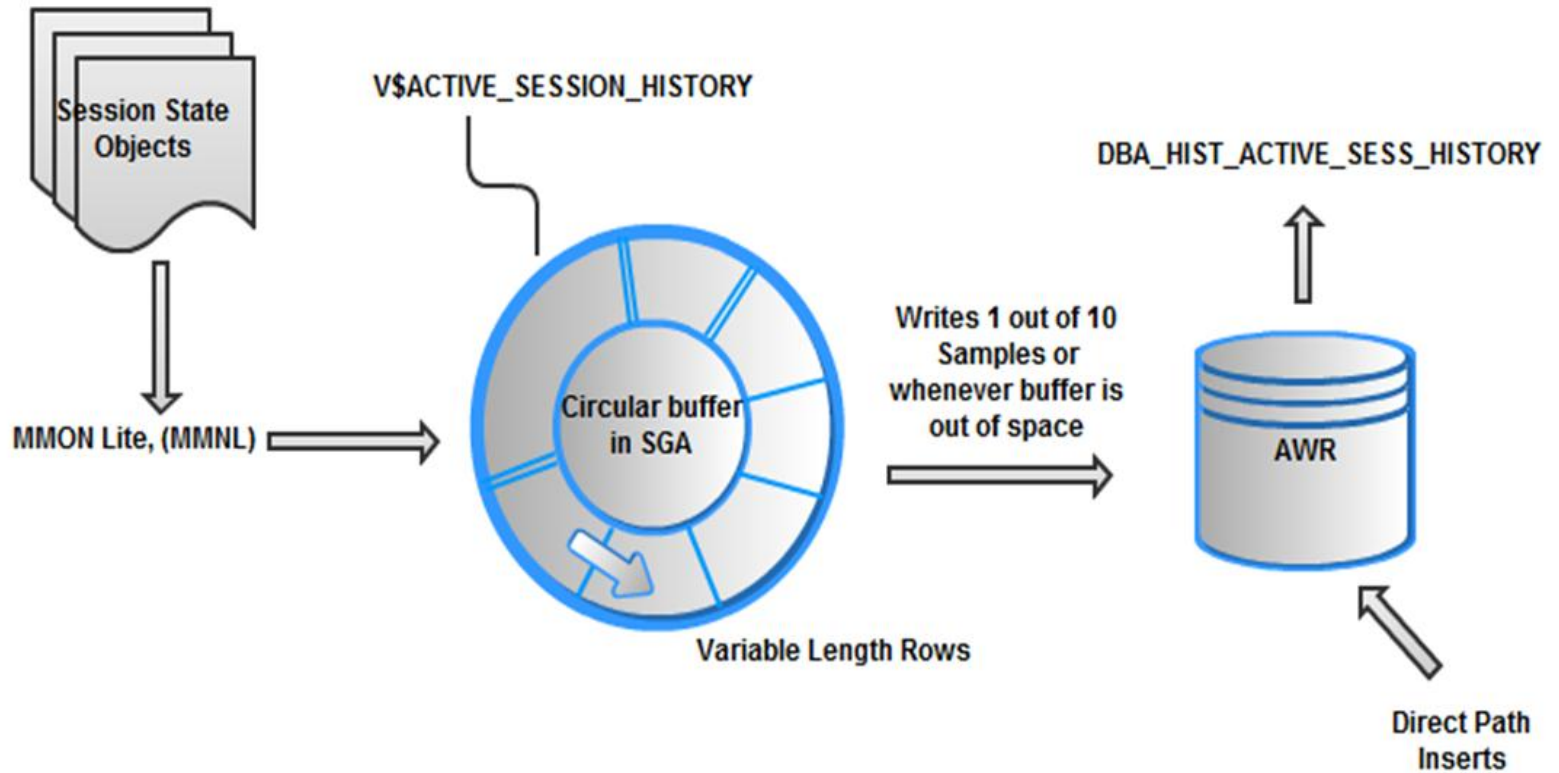 Session State
Objects
V$ACTIVE_SESSION_HISTORY
DBA_HIST_ACTIVE_SESS_HISTORY
MMON Lite, (MMNL)
Circular buffer
in SGA
Writes 1 out of 10
Samples or
whenever buffer is
out of space
AWR
Variable Length Rows
Direct Path
Inserts